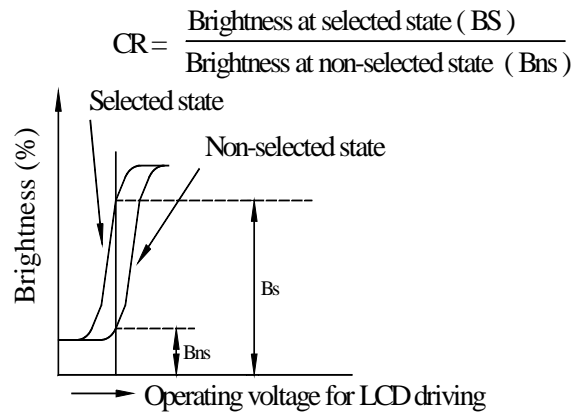 CR = Brightness at selected state ( BS )
Brightness at non-selected state ( Bns )
Selected state
Non-selected state
Brightness (%)
Bs
Bns
Operating voltage for LCD driving